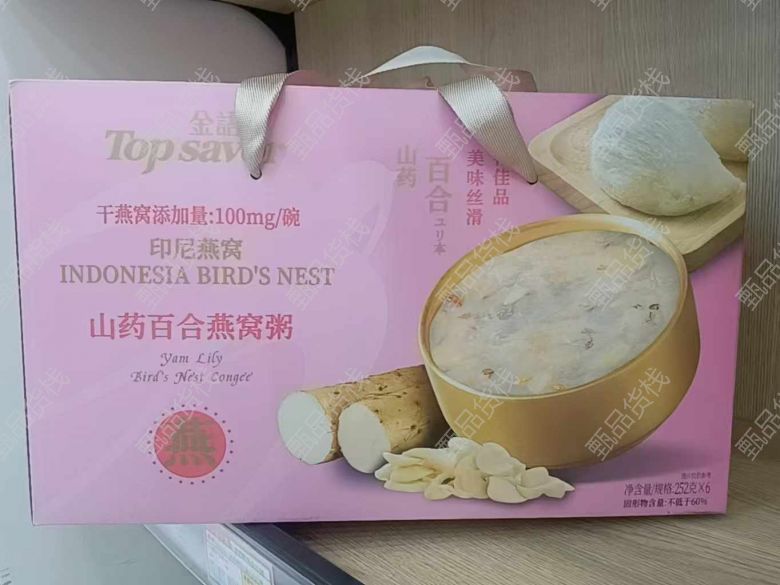 金語
Top savor
干燕窝添加量:100mg/碗
印尼燕窝
INDONESIA BIRD'S NEST
山药百合燕窝粥
Yam Lily
Bird's Nest Congee
燕
山药
百合
ユリ本
美味丝滑
佳品
净含量/规格:252克×6
固形物含量:不低于60%
甄品货栈